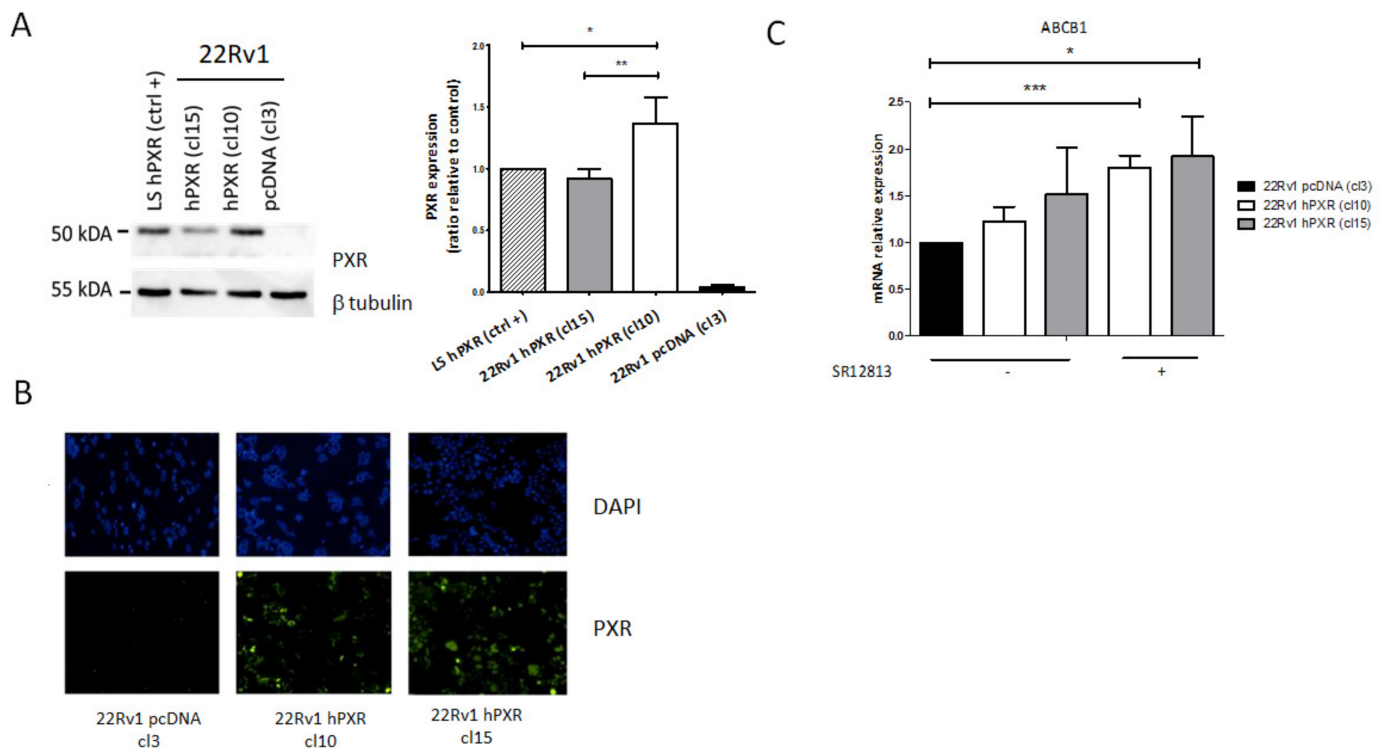 A
22Rv1
LS hPXR (ctrl +)
hPXR (cl15)
hPXR (cl10)
pcDNA (cl3)
50 kDA
PXR
55 kDA
β tubulin
PXR expression
(ratio relative to control)
2.0
1.5
1.0
0.5
0.0
*
**
LS hPXR (ctrl +)
22Rv1 hPXR (cl15)
22Rv1 hPXR (cl10)
22Rv1 pcDNA (cl3)
C
ABCB1
*
***
mRNA relative expression
2.5
2.0
1.5
1.0
0.5
0.0
22Rv1 pcDNA (cl3)
22Rv1 hPXR (cl10)
22Rv1 hPXR (cl15)
SR12813
-
+
B
DAPI
PXR
22Rv1 pcDNA
cl3
22Rv1 hPXR
cl10
22Rv1 hPXR
cl15